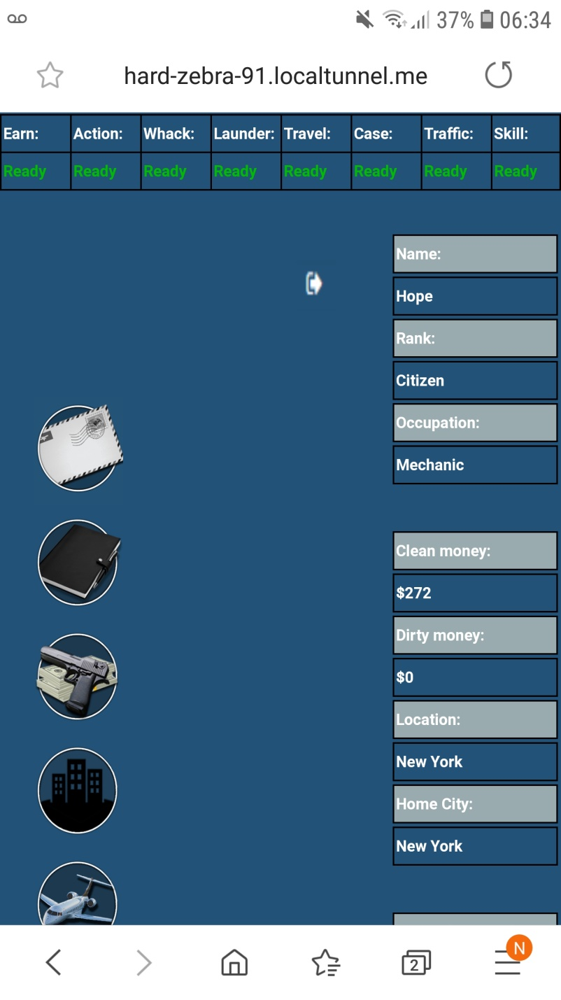 37% 06:34
hard-zebra-91.localtunnel.me
Earn: Action: Whack: Launder: Travel: Case: Traffic: Skill:
Ready Ready Ready Ready Ready Ready Ready Ready
Name:
Hope
Rank:
Citizen
Occupation:
Mechanic
Clean money:
$272
Dirty money:
$0
Location:
New York
Home City:
New York
2
N